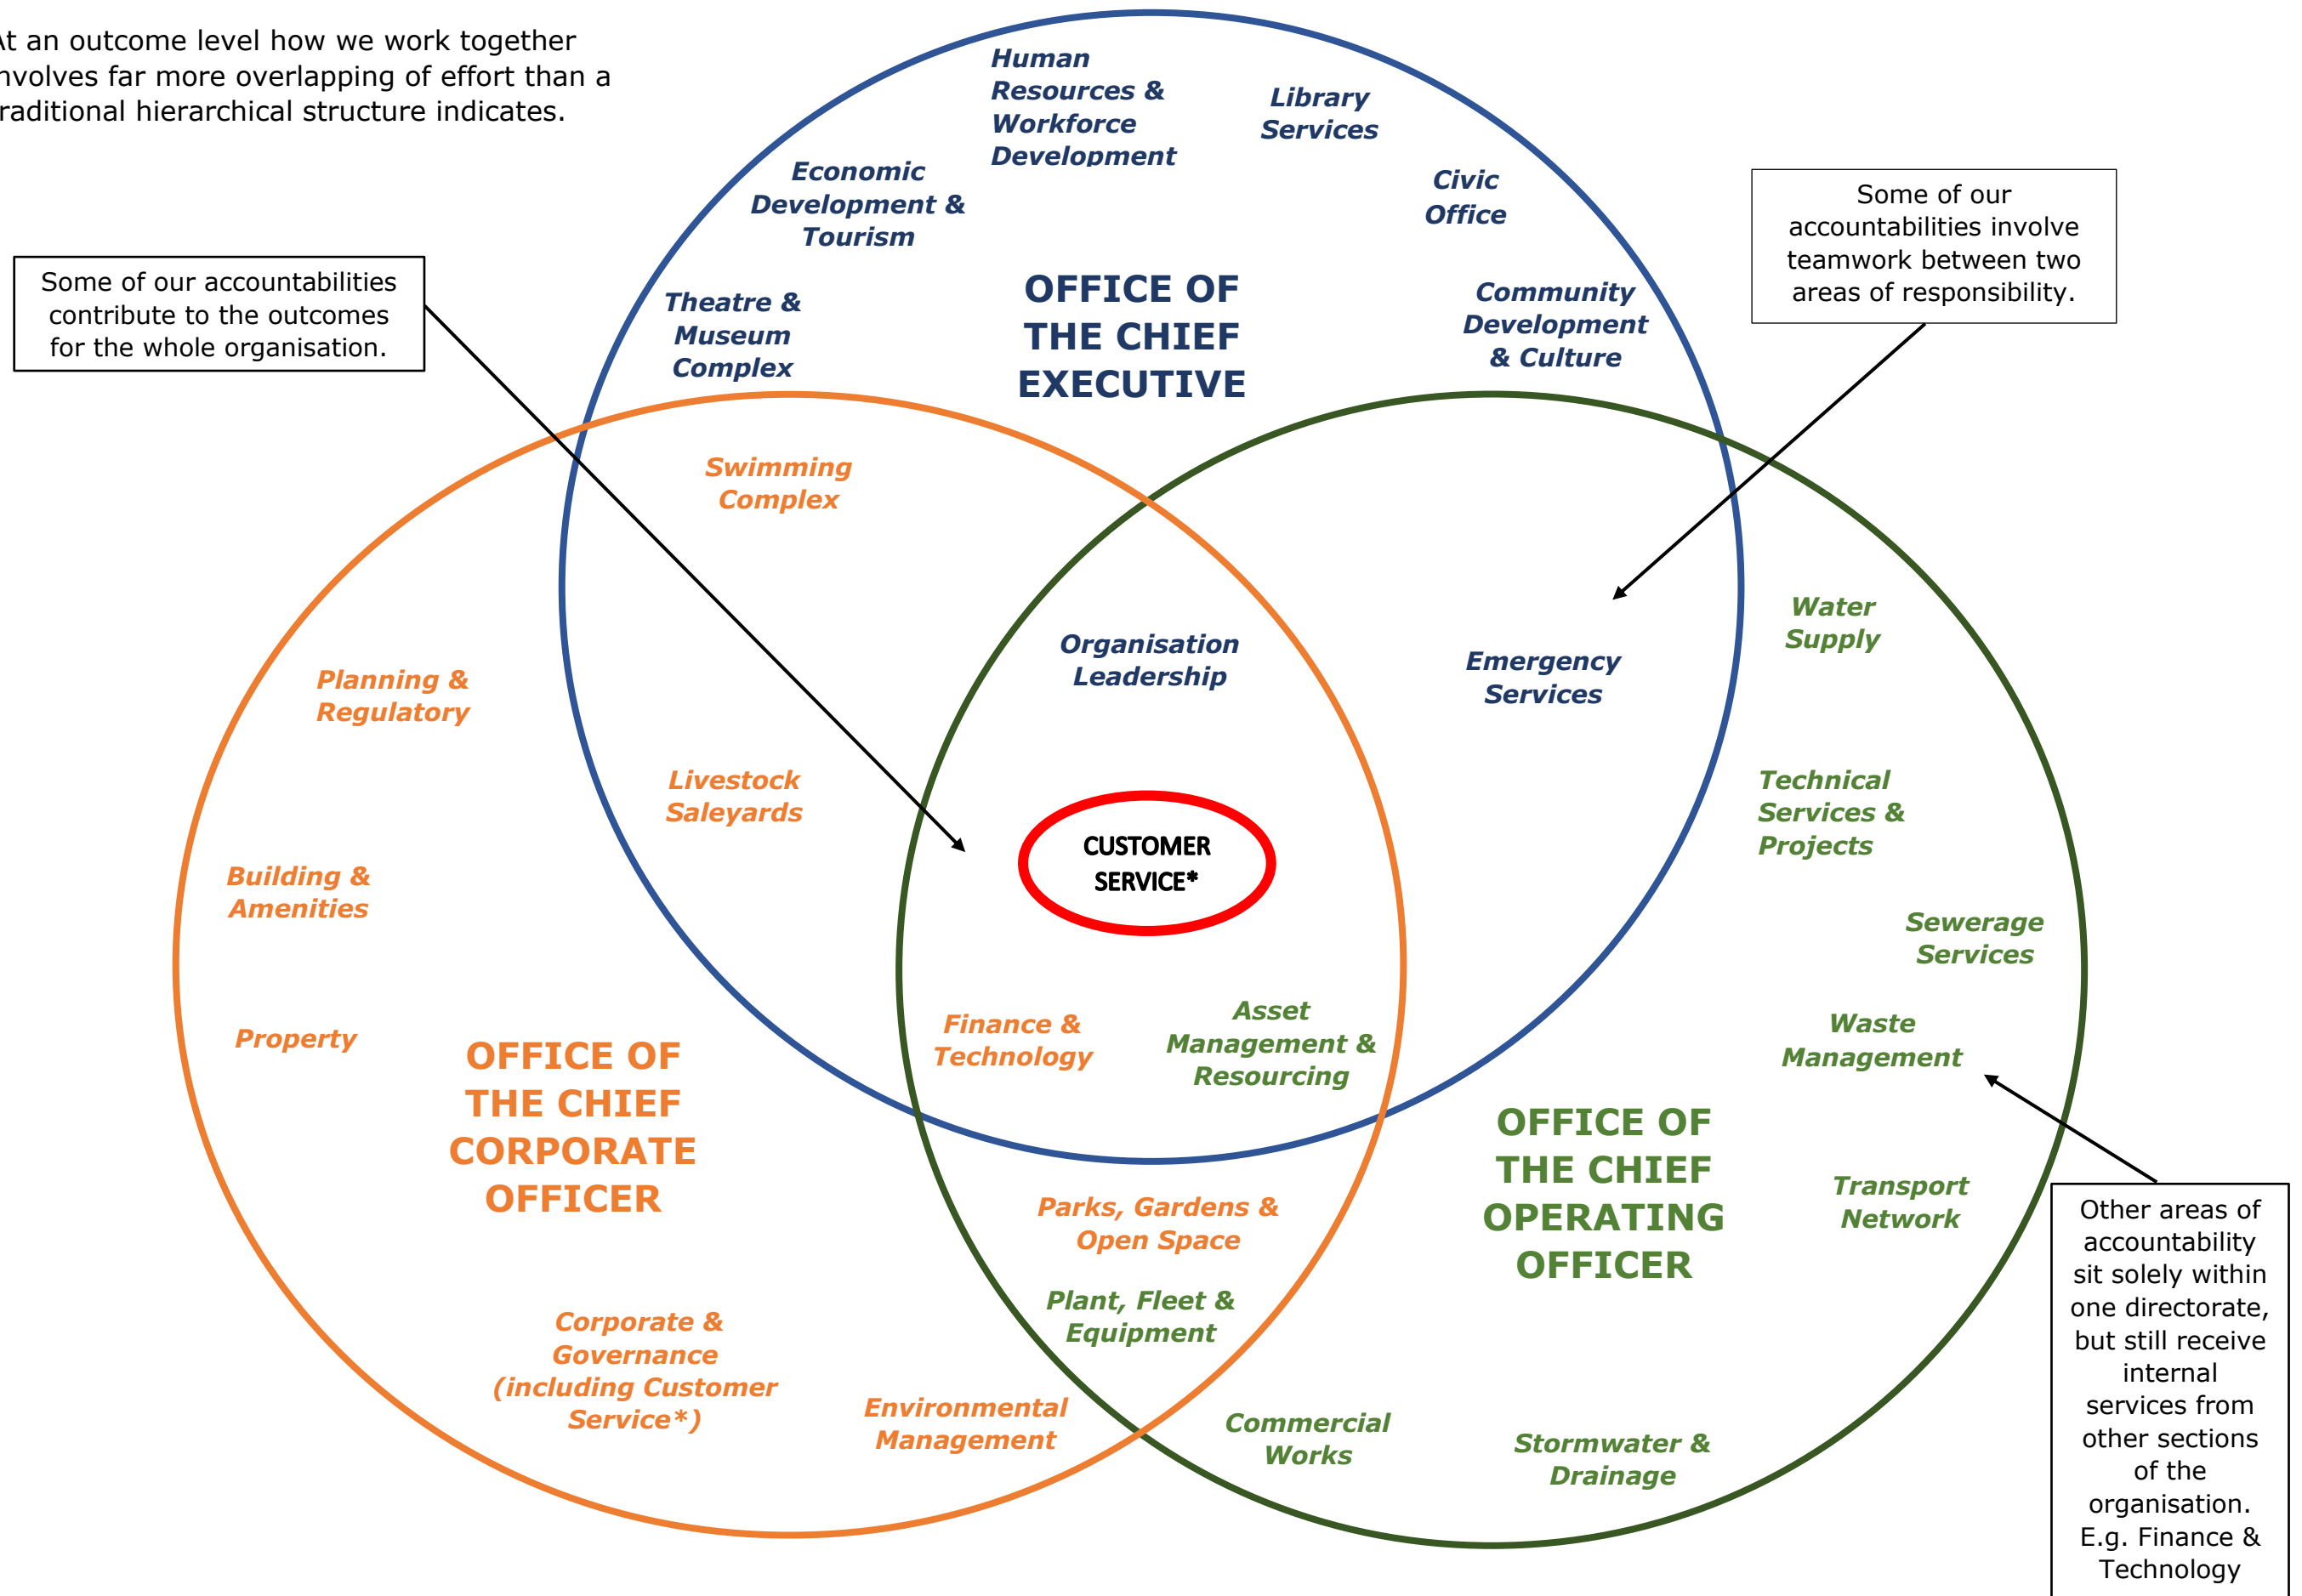 At an outcome level how we work together
involves far more overlapping of effort than a
traditional hierarchical structure indicates.
Human
Resources &
Workforce
Development
Library
Services
Economic
Development &
Tourism
Civic
Office
Some of our
accountabilities involve
teamwork between two
areas of responsibility.
Some of our accountabilities
contribute to the outcomes
for the whole organisation.
Theatre &
Museum
Complex
OFFICE OF
THE CHIEF
EXECUTIVE
Community
Development
& Culture
Swimming
Complex
Water
Supply
Organisation
Leadership
Emergency
Services
Planning &
Regulatory
Livestock
Saleyards
Technical
Services &
Projects
CUSTOMER
SERVICE*
Building &
Amenities
Sewerage
Services
Property
Finance &
Technology
Asset
Management &
Resourcing
Waste
Management
OFFICE OF
THE CHIEF
CORPORATE
OFFICER
OFFICE OF
THE CHIEF
OPERATING
OFFICER
Transport
Network
Parks, Gardens &
Open Space
Plant, Fleet &
Equipment
Other areas of
accountability
sit solely within
one directorate,
but still receive
internal
services from
other sections
of the
organisation.
E.g. Finance &
Technology
Corporate &
Governance
(including Customer
Service*)
Environmental
Management
Commercial
Works
Stormwater &
Drainage